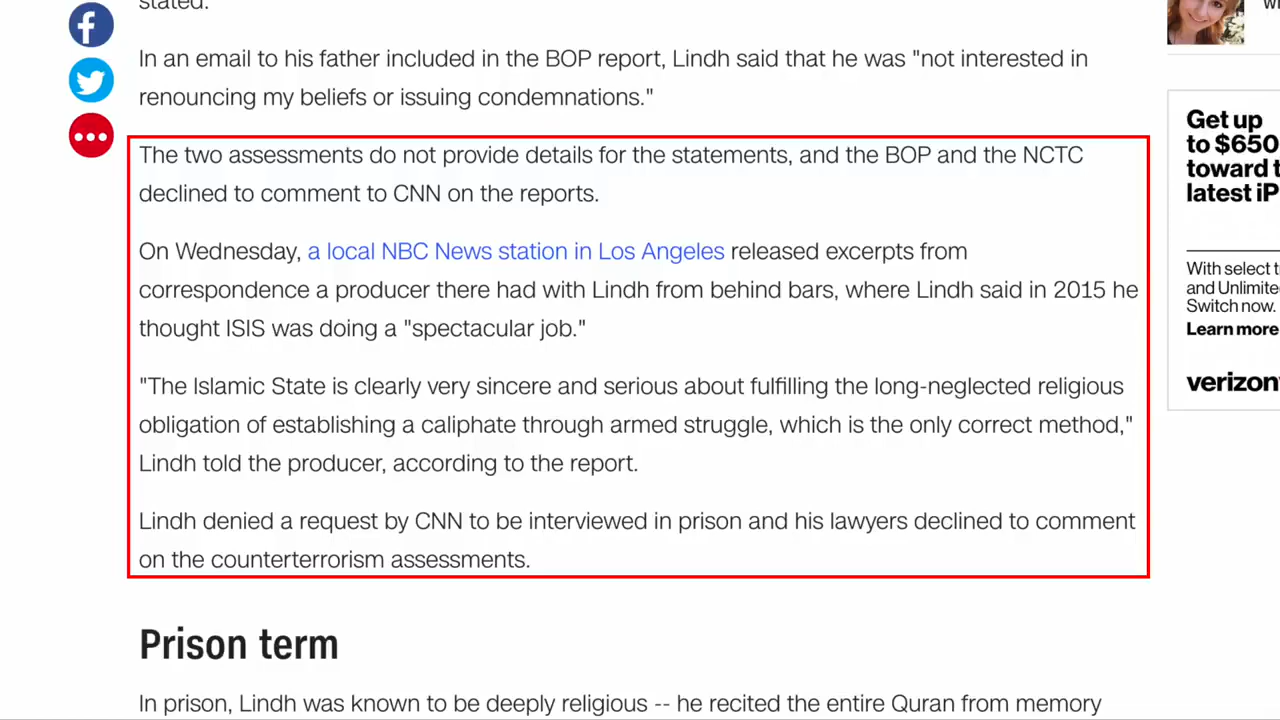 stated.
In an email to his father included in the BOP report, Lindh said that he was "not interested in
renouncing my beliefs or issuing condemnations."
The two assessments do not provide details for the statements, and the BOP and the NCTC
declined to comment to CNN on the reports.
On Wednesday, a local NBC News station in Los Angeles released excerpts from
correspondence a producer there had with Lindh from behind bars, where Lindh said in 2015 he
thought ISIS was doing a "spectacular job."
"The Islamic State is clearly very sincere and serious about fulfilling the long-neglected religious
obligation of establishing a caliphate through armed struggle, which is the only correct method,"
Lindh told the producer, according to the report.
Lindh denied a request by CNN to be interviewed in prison and his lawyers declined to comment
on the counterterrorism assessments.
Prison term
In prison, Lindh was known to be deeply religious -- he recited the entire Quran from memory
Get up
to $650
toward t
latest iP
With select t
and Unlimite
Switch now.
Learn more
verizon